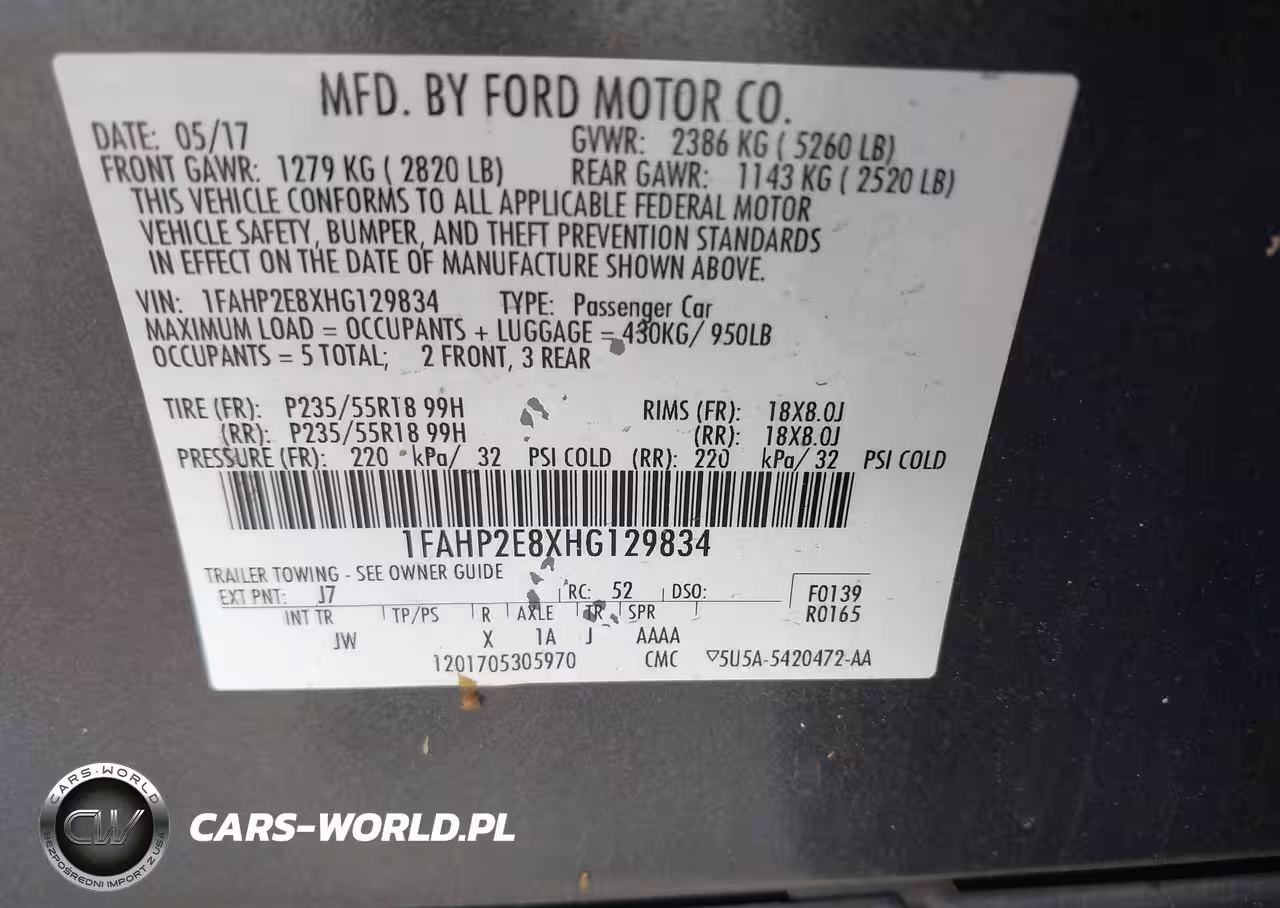 MFD. BY FORD MOTOR CO.
DATE: 05/17 GVWR: 2386 KG ( 5260 LB)
FRONT GAWR: 1279 KG ( 2820 LB) REAR GAWR: 1143 KG ( 2520 LB)
THIS VEHICLE CONFORMS TO ALL APPLICABLE FEDERAL MOTOR
VEHICLE SAFETY, BUMPER, AND THEFT PREVENTION STANDARDS
IN EFFECT ON THE DATE OF MANUFACTURE SHOWN ABOVE.
VIN: 1FAHP2E8XHG129834 TYPE: Passenger Car
MAXIMUM LOAD = OCCUPANTS + LUGGAGE = 430KG/ 950LB
OCCUPANTS = 5 TOTAL; 2 FRONT, 3 REAR
TIRE (FR): P235/55R18 99H RIMS (FR): 18X8.0J
(RR): P235/55R18 99H (RR): 18X8.0J
PRESSURE (FR): 220 kPa/ 32 PSI COLD (RR): 220 kPa/ 32 PSI COLD
1FAHP2E8XHG129834
TRAILER TOWING - SEE OWNER GUIDE
EXT PNT: J7 RC: 52 DSO: F0139
INT TR TP/PS R AXLE TR SPR R0165
JW X 1A J AAAA
1201705305970 CMC ▽5U5A-5420472-AA
CARS-WORLD
CW
BEZPOŚREDNI IMPORT Z USA
CARS-WORLD.PL